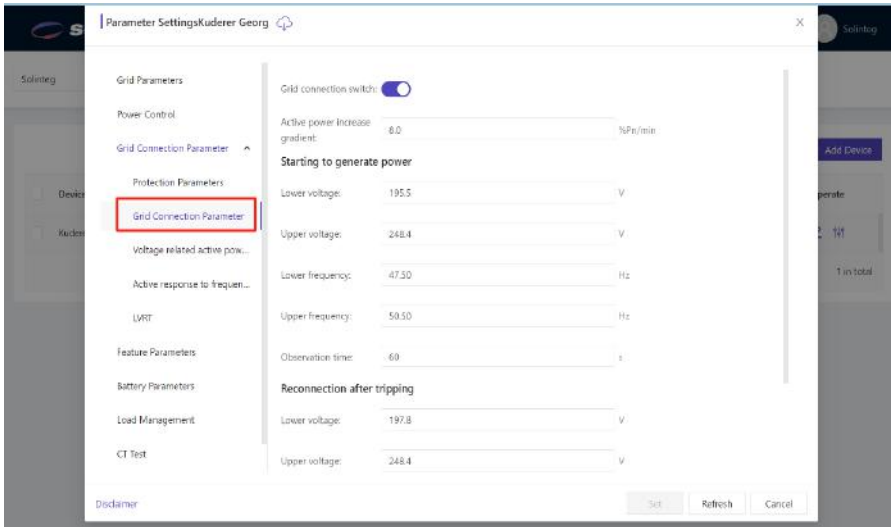 Parameter SettingsKuderer Georg
S
Solinteg
Solinteg
Grid Parameters
Power Control
Grid Connection Parameter
Protection Parameters
Grid Connection Parameter
Voltage related active pow...
Active response to frequen...
LVRT
Feature Parameters
Battery Parameters
Load Management
CT Test
Grid connection switch:
Active power increase
gradient: 8.0 %Pn/min
Starting to generate power
Lower voltage: 195.5 V
Upper voltage: 248.4 V
Lower frequency: 47.50 Hz
Upper frequency: 50.50 Hz
Observation time: 60 s
Reconnection after tripping
Lower voltage: 197.8 V
Upper voltage: 248.4 V
Add Device
Device
perate
Kuder
1 in total
Disclaimer
Set
Refresh
Cancel